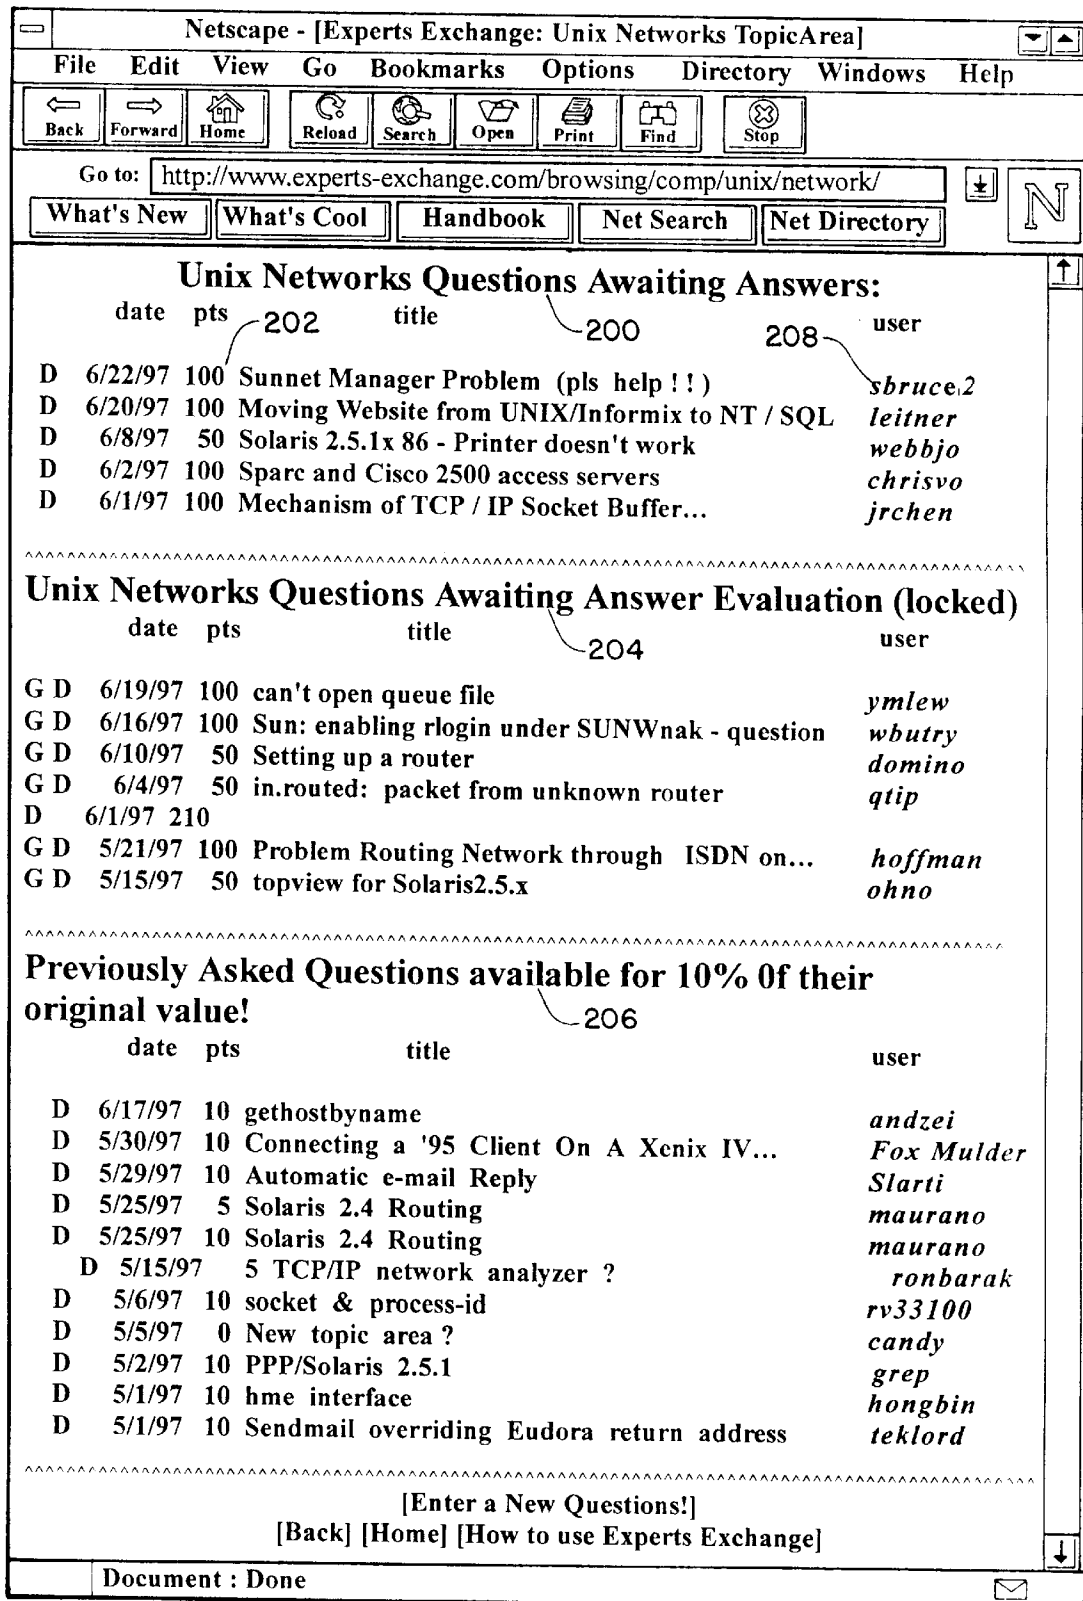 Netscape - [Experts Exchange: Unix Networks TopicArea]
File Edit View Go Bookmarks Options Directory Windows Help
Back Forward Home Reload Search Open Print Find Stop
Go to: http://www.experts-exchange.com/browsing/comp/unix/network/
N
What's New What's Cool Handbook Net Search Net Directory
Unix Networks Questions Awaiting Answers:
date pts title user
202 200 208
D 6/22/97 100 Sunnet Manager Problem (pls help ! ! ) sbruce2
D 6/20/97 100 Moving Website from UNIX/Informix to NT / SQL leitner
D 6/8/97 50 Solaris 2.5.1x 86 - Printer doesn't work webbjo
D 6/2/97 100 Sparc and Cisco 2500 access servers chrisvo
D 6/1/97 100 Mechanism of TCP / IP Socket Buffer... jrchen
Unix Networks Questions Awaiting Answer Evaluation (locked)
date pts title user
204
G D 6/19/97 100 can't open queue file ymlew
G D 6/16/97 100 Sun: enabling rlogin under SUNWnak - question wbutry
G D 6/10/97 50 Setting up a router domino
G D 6/4/97 50 in.routed: packet from unknown router qtip
D 6/1/97 210
G D 5/21/97 100 Problem Routing Network through ISDN on... hoffman
G D 5/15/97 50 topview for Solaris2.5.x ohno
Previously Asked Questions available for 10% 0f their
original value!
206
date pts title user
D 6/17/97 10 gethostbyname andzei
D 5/30/97 10 Connecting a '95 Client On A Xenix IV... Fox Mulder
D 5/29/97 10 Automatic e-mail Reply Slarti
D 5/25/97 5 Solaris 2.4 Routing maurano
D 5/25/97 10 Solaris 2.4 Routing maurano
D 5/15/97 5 TCP/IP network analyzer ? ronbarak
D 5/6/97 10 socket & process-id rv33100
D 5/5/97 0 New topic area ? candy
D 5/2/97 10 PPP/Solaris 2.5.1 grep
D 5/1/97 10 hme interface hongbin
D 5/1/97 10 Sendmail overriding Eudora return address teklord
[Enter a New Questions!]
[Back] [Home] [How to use Experts Exchange]
Document : Done